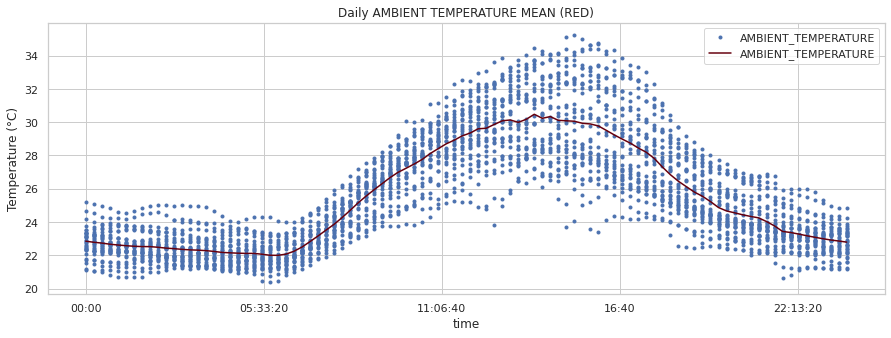 Daily AMBIENT TEMPERATURE MEAN (RED)
AMBIENT_TEMPERATURE
AMBIENT_TEMPERATURE
Temperature (°C)
34
32
30
28
26
24
22
20
00:00
05:33:20
11:06:40
16:40
22:13:20
time